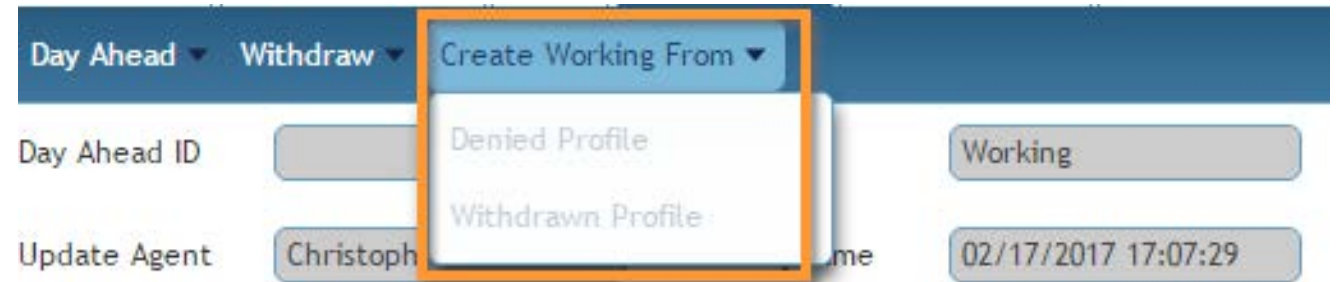 Day Ahead Withdraw Create Working From
Day Ahead ID Denied Profile Working
Withdrawn Profile
Update Agent Christoph me 02/17/2017 17:07:29